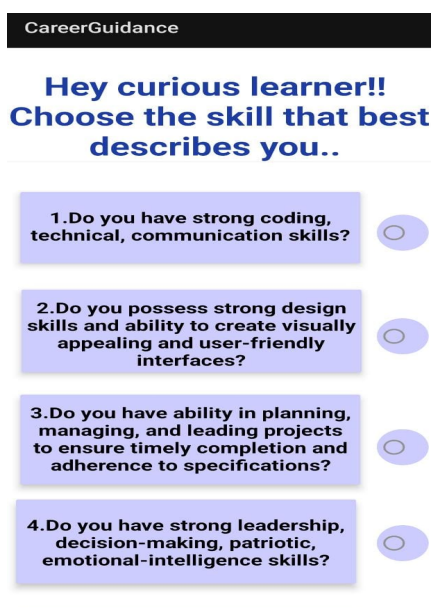 CareerGuidance
Hey curious learner!!
Choose the skill that best
describes you..
1.Do you have strong coding,
technical, communication skills?
2.Do you possess strong design
skills and ability to create visually
appealing and user-friendly
interfaces?
3.Do you have ability in planning,
managing, and leading projects
to ensure timely completion and
adherence to specifications?
4.Do you have strong leadership,
decision-making, patriotic,
emotional-intelligence skills?